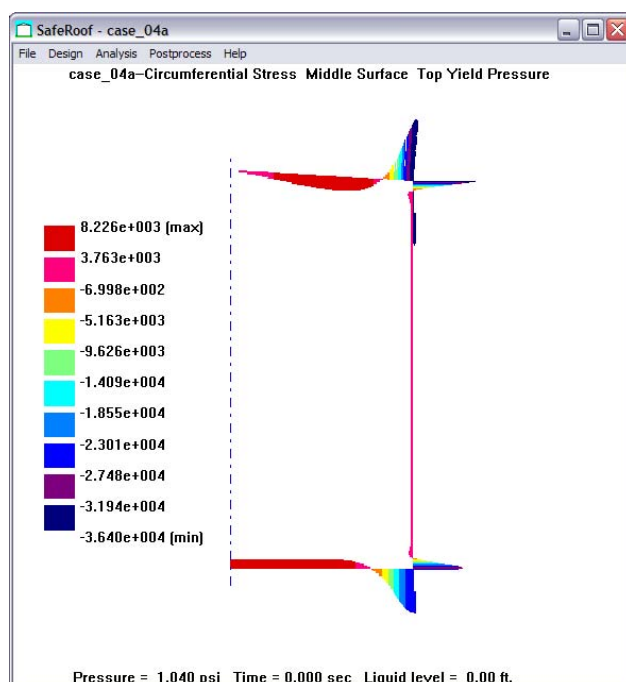 SafeRoof - case_04a
File Design Analysis Postprocess Help
case_04a-Circumferential Stress Middle Surface Top Yield Pressure
8.226e+003 (max)
3.763e+003
-6.998e+002
-5.163e+003
-9.626e+003
-1.409e+004
-1.855e+004
-2.301e+004
-2.748e+004
-3.194e+004
-3.640e+004 (min)
Pressure = 1.040 psi Time = 0.000 sec Liquid level = 0.00 ft.